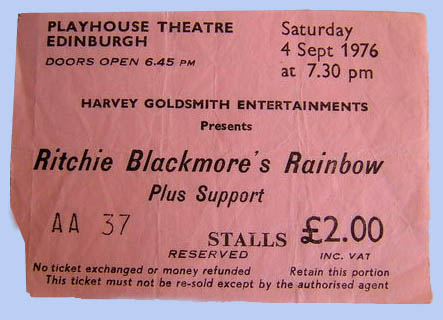 PLAYHOUSE THEATRE
EDINBURGH
DOORS OPEN 6.45 PM
Saturday
4 Sept 1976
at 7.30 pm
HARVEY GOLDSMITH ENTERTAINMENTS
Presents
Ritchie Blackmore's Rainbow
Plus Support
AA 37
STALLS £2.00
RESERVED INC. VAT
No ticket exchanged or money refunded Retain this portion
This ticket must not be re-sold except by the authorised agent